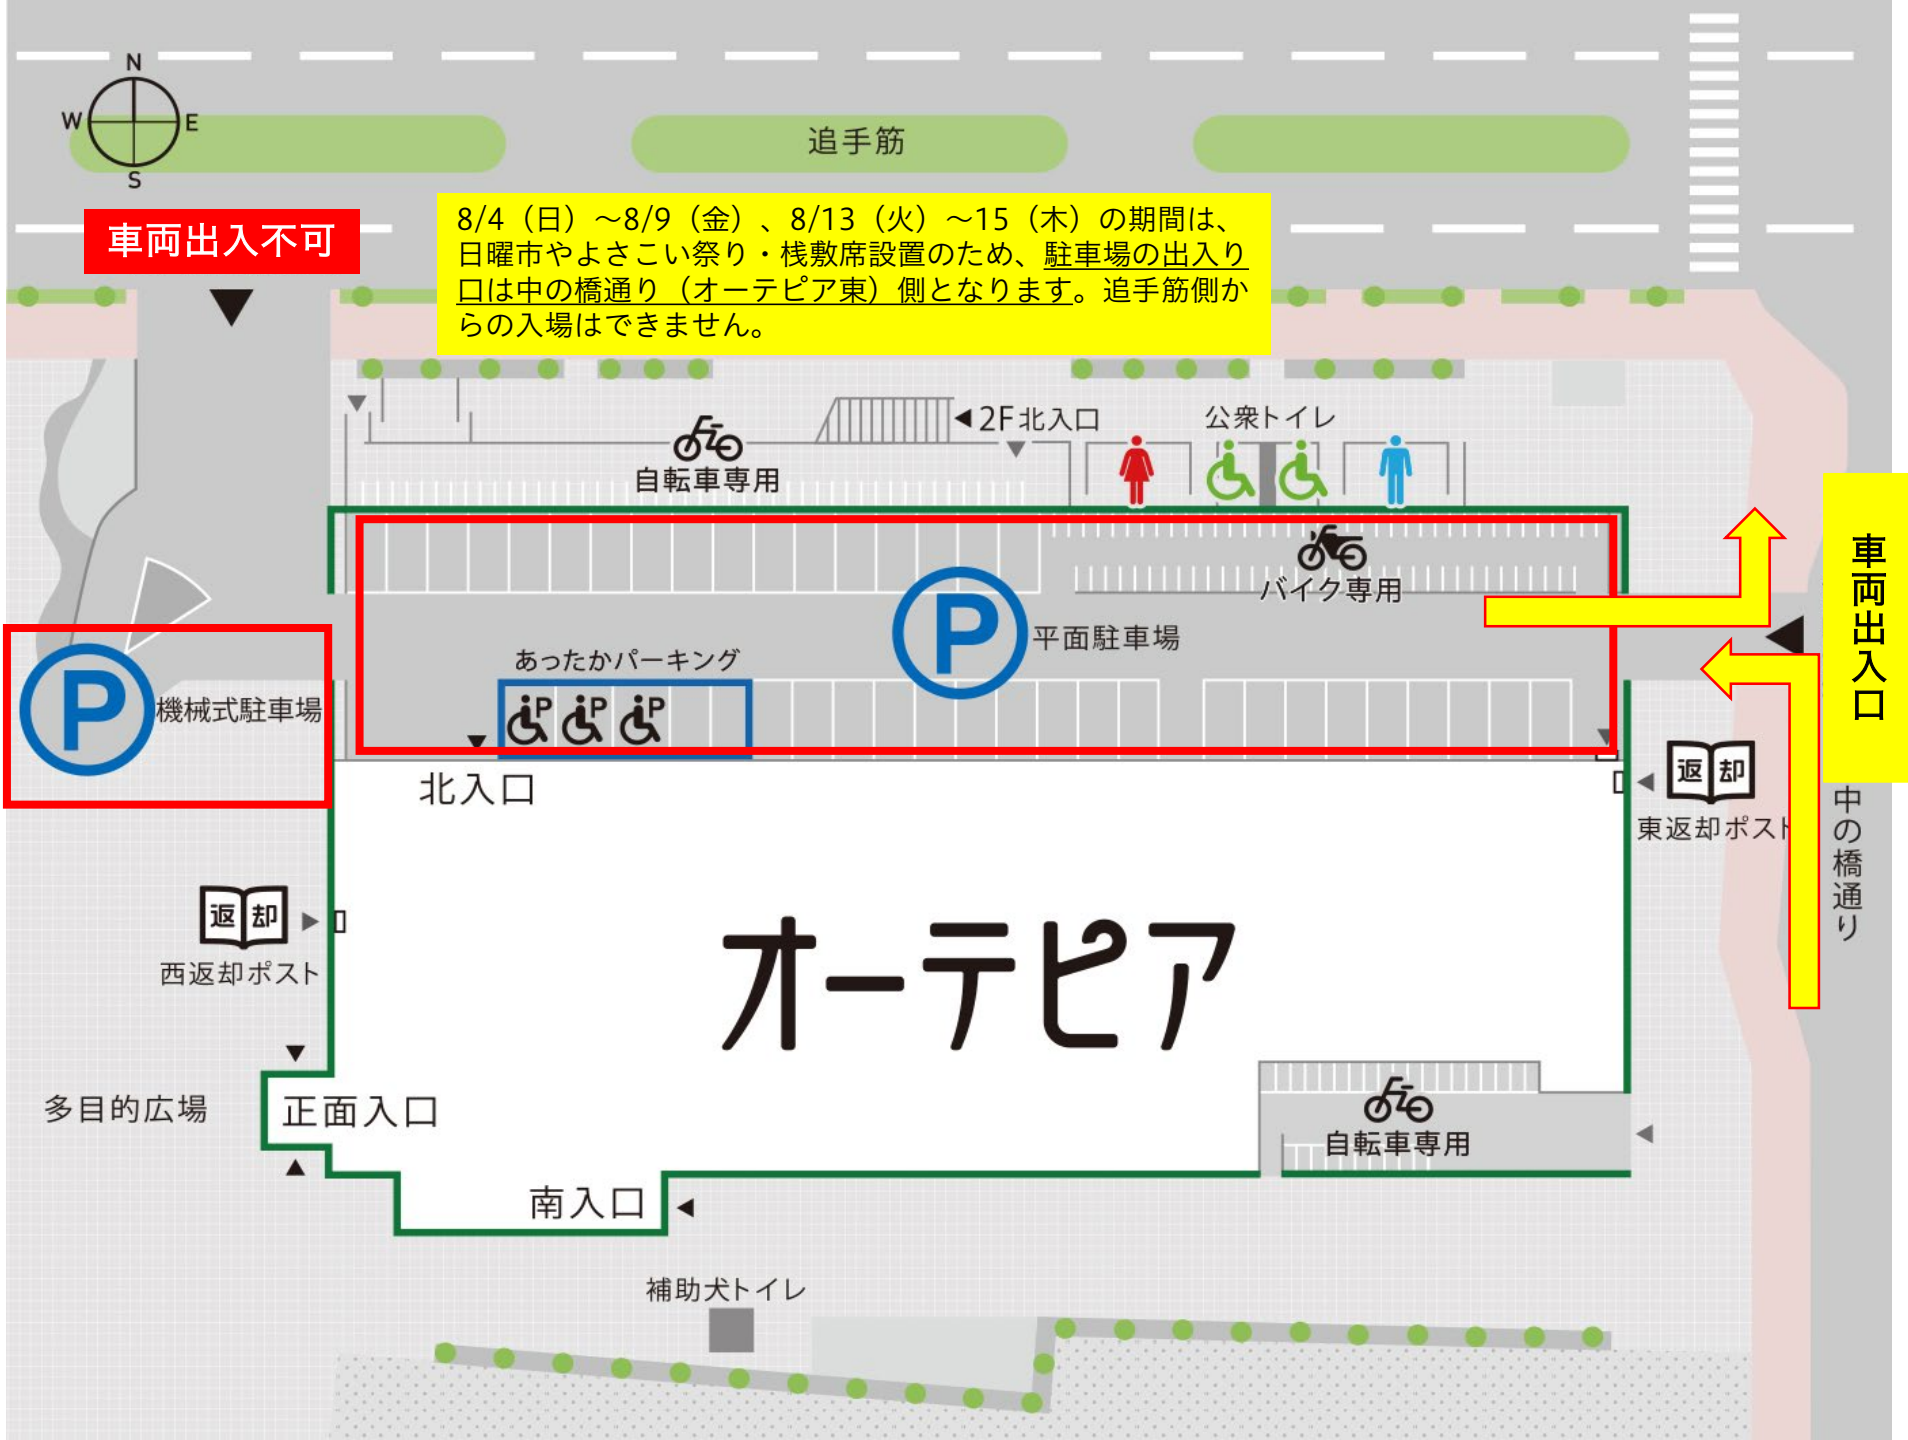 N
W E
S
追手筋
車両出入不可
8/4（日）～8/9（金）、8/13（火）～15（木）の期間は、
日曜市やよさこい祭り・桟敷席設置のため、駐車場の出入り
口は中の橋通り（オーテピア東）側となります。追手筋側か
らの入場はできません。
2F北入口
公衆トイレ
自転車専用
バイク専用
車両出入口
P
平面駐車場
あったかパーキング
P P P
P
機械式駐車場
北入口
返却
東返却ポスト
中の橋通り
返却
西返却ポスト
オーテピア
多目的広場
正面入口
自転車専用
南入口
補助犬トイレ